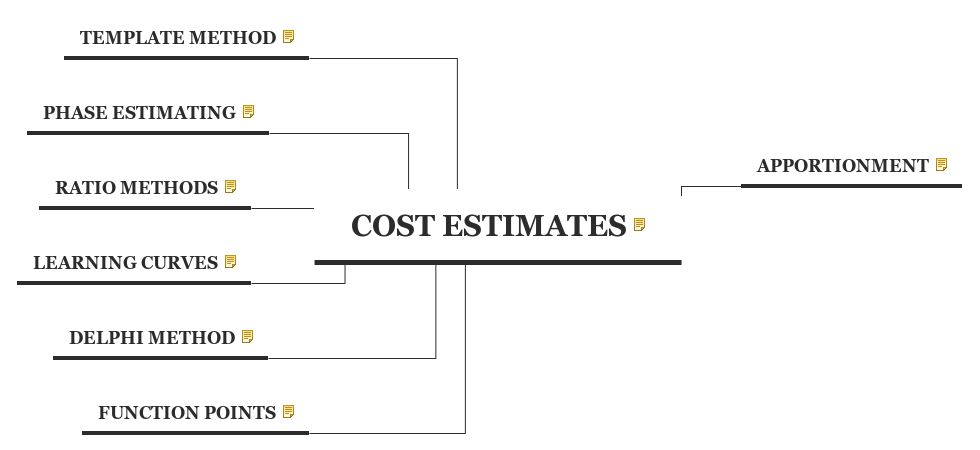 TEMPLATE METHOD
PHASE ESTIMATING
RATIO METHODS
LEARNING CURVES
DELPHI METHOD
FUNCTION POINTS
COST ESTIMATES
APPORTIONMENT